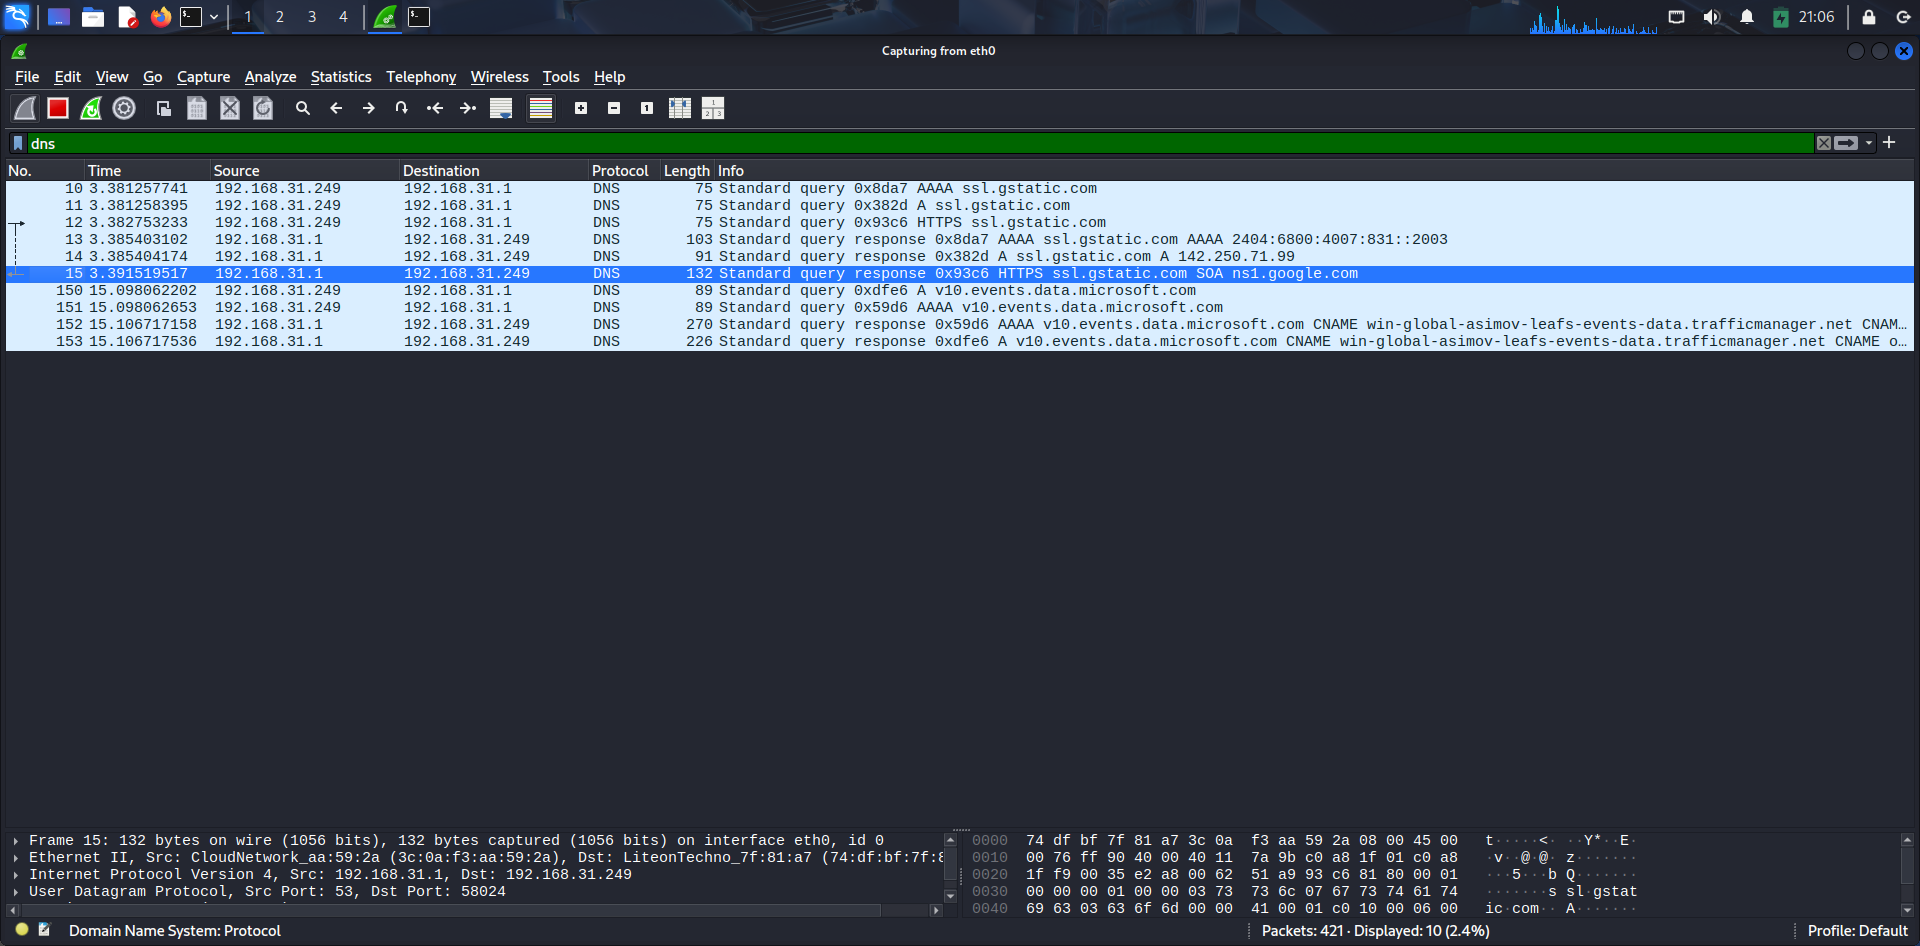 1 2 3 4 21:06
Capturing from eth0
File Edit View Go Capture Analyze Statistics Telephony Wireless Tools Help
dns
No. Time Source Destination Protocol Length Info
10 3.381257741 192.168.31.249 192.168.31.1 DNS 75 Standard query 0x8da7 AAAA ssl.gstatic.com
11 3.381258395 192.168.31.249 192.168.31.1 DNS 75 Standard query 0x382d A ssl.gstatic.com
12 3.382753233 192.168.31.249 192.168.31.1 DNS 75 Standard query 0x93c6 HTTPS ssl.gstatic.com
13 3.385403102 192.168.31.1 192.168.31.249 DNS 103 Standard query response 0x8da7 AAAA ssl.gstatic.com AAAA 2404:6800:4007:831::2003
14 3.385404174 192.168.31.1 192.168.31.249 DNS 91 Standard query response 0x382d A ssl.gstatic.com A 142.250.71.99
15 3.391519517 192.168.31.1 192.168.31.249 DNS 132 Standard query response 0x93c6 HTTPS ssl.gstatic.com SOA ns1.google.com
150 15.098062202 192.168.31.249 192.168.31.1 DNS 89 Standard query 0xdfe6 A v10.events.data.microsoft.com
151 15.098062653 192.168.31.249 192.168.31.1 DNS 89 Standard query 0x59d6 AAAA v10.events.data.microsoft.com
152 15.106717158 192.168.31.1 192.168.31.249 DNS 270 Standard query response 0x59d6 AAAA v10.events.data.microsoft.com CNAME win-global-asimov-leafs-events-data.trafficmanager.net CNAM…
153 15.106717536 192.168.31.1 192.168.31.249 DNS 226 Standard query response 0xdfe6 A v10.events.data.microsoft.com CNAME win-global-asimov-leafs-events-data.trafficmanager.net CNAME o…
Frame 15: 132 bytes on wire (1056 bits), 132 bytes captured (1056 bits) on interface eth0, id 0
Ethernet II, Src: CloudNetwork_aa:59:2a (3c:0a:f3:aa:59:2a), Dst: LiteonTechno_7f:81:a7 (74:df:bf:7f:8
Internet Protocol Version 4, Src: 192.168.31.1, Dst: 192.168.31.249
User Datagram Protocol, Src Port: 53, Dst Port: 58024
0000 74 df bf 7f 81 a7 3c 0a f3 aa 59 2a 08 00 45 00 t·····<· ··Y*··E·
0010 00 76 ff 90 40 00 40 11 7a 9b c0 a8 1f 01 c0 a8 ·v··@·@· z·······
0020 1f f9 00 35 e2 a8 00 62 51 a9 93 c6 81 80 00 01 ···5···b Q·······
0030 00 00 00 01 00 00 03 73 73 6c 07 67 73 74 61 74 ·······s sl·gstat
0040 69 63 03 63 6f 6d 00 00 41 00 01 c0 10 00 06 00 ic·com·· A·······
Domain Name System: Protocol
Packets: 421 · Displayed: 10 (2.4%)
Profile: Default